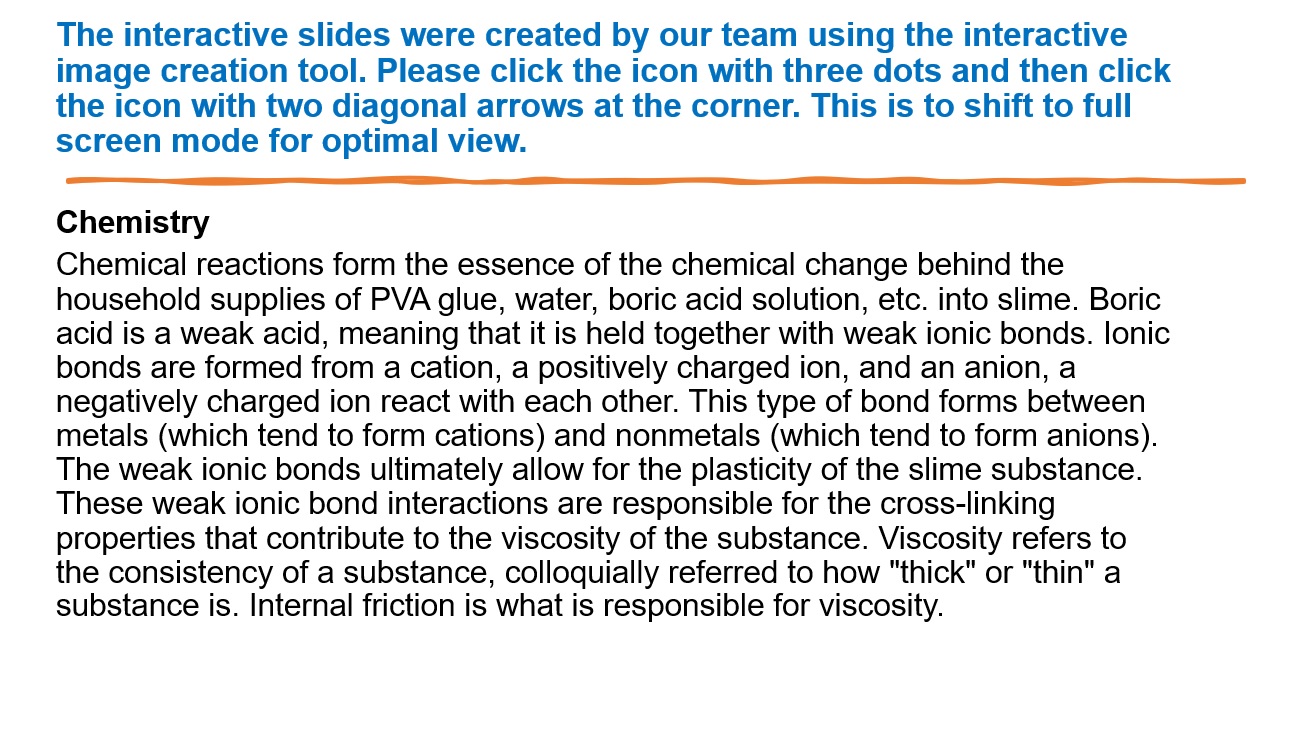 The interactive slides were created by our team using the interactive
image creation tool. Please click the icon with three dots and then click
the icon with two diagonal arrows at the corner. This is to shift to full
screen mode for optimal view.
Chemistry
Chemical reactions form the essence of the chemical change behind the
household supplies of PVA glue, water, boric acid solution, etc. into slime. Boric
acid is a weak acid, meaning that it is held together with weak ionic bonds. Ionic
bonds are formed from a cation, a positively charged ion, and an anion, a
negatively charged ion react with each other. This type of bond forms between
metals (which tend to form cations) and nonmetals (which tend to form anions).
The weak ionic bonds ultimately allow for the plasticity of the slime substance.
These weak ionic bond interactions are responsible for the cross-linking
properties that contribute to the viscosity of the substance. Viscosity refers to
the consistency of a substance, colloquially referred to how "thick" or "thin" a
substance is. Internal friction is what is responsible for viscosity.